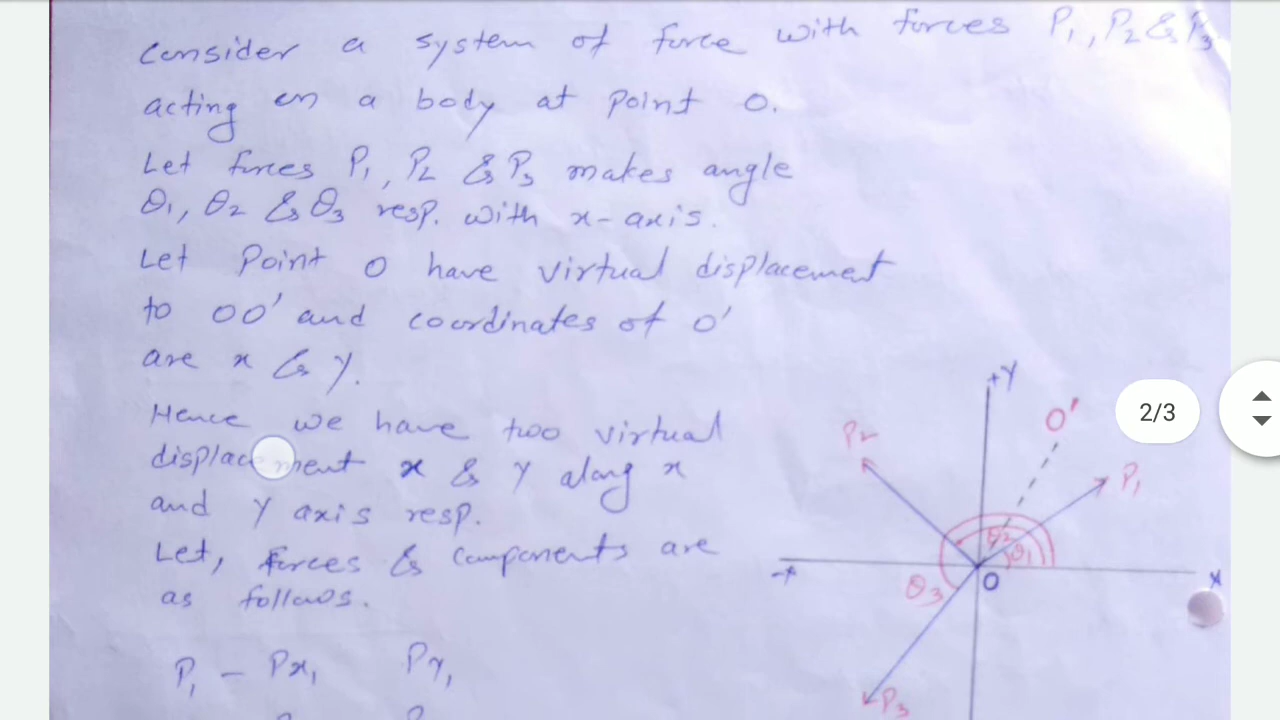 Consider a system of force with forces P1, P2 & P3
acting on a body at point O.
Let forces P1, P2 & P3 makes angle
θ1, θ2 & θ3 resp. with x-axis.
Let Point O have virtual displacement
to OO' and coordinates of O'
are x & y.
Hence we have two virtual
displacement x & y along x
and y axis resp.
Let, forces & components are
as follows.
P1 - Px1 Py1
+y
O'
P2
P1
θ2
θ1
-x
O
x
θ3
P3
2/3